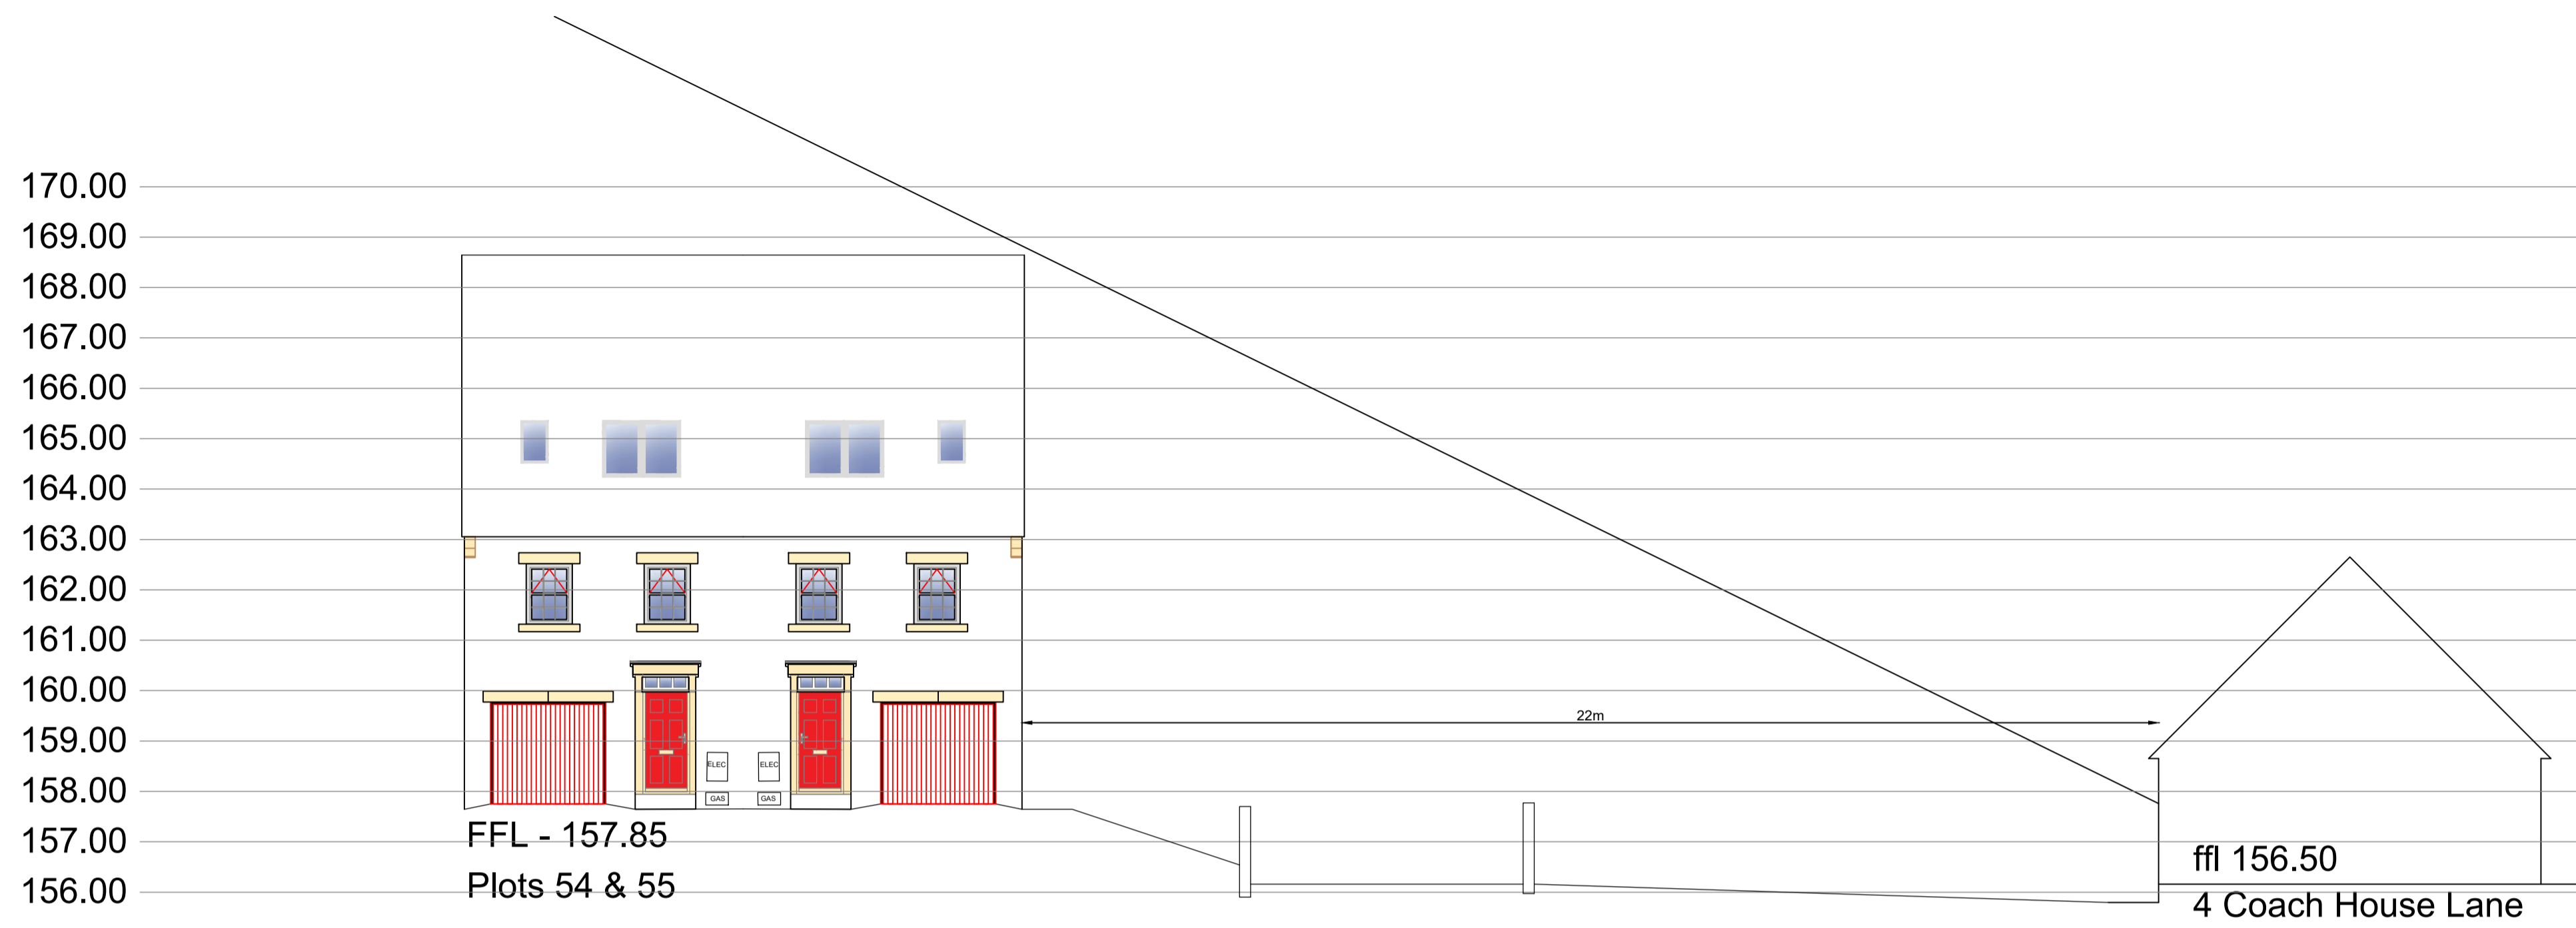 170.00
169.00
168.00
167.00
166.00
165.00
164.00
163.00
162.00
161.00
160.00
159.00
158.00
157.00
156.00
22m
ELEC
ELEC
GAS
GAS
FFL - 157.85
Plots 54 & 55
ffl 156.50
4 Coach House Lane